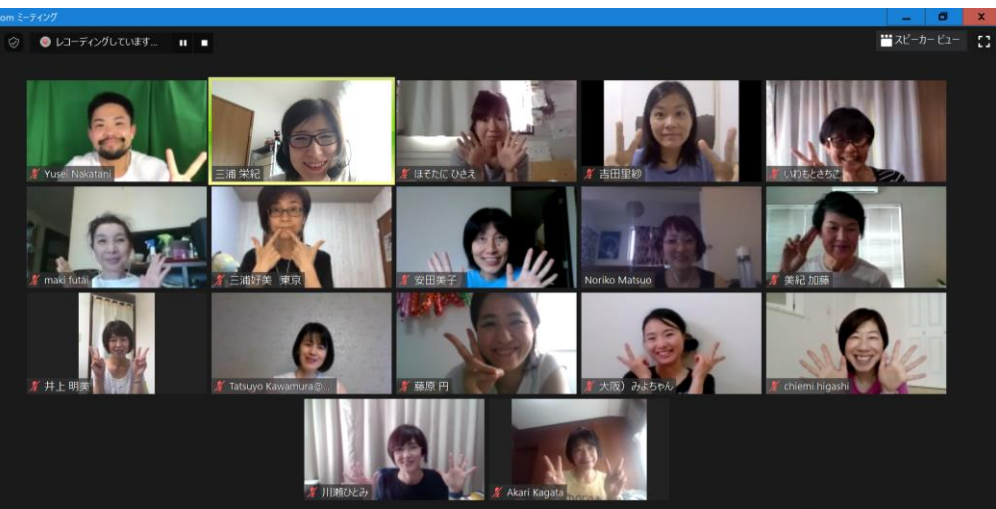 om ミーティング
レコーディングしています...
スピーカー ビュー
Yusei Nakatani
三浦 栄紀
ほそたに ひさえ
吉田里紗
いわもとさちこ
maki futai
三浦好美 東京
安田美子
Noriko Matsuo
美紀 加藤
井上 明美
Tatsuyo Kawamura@...
藤原 円
大阪）みよちゃん
chiemi higashi
川瀬ひとみ
Akari Kagata